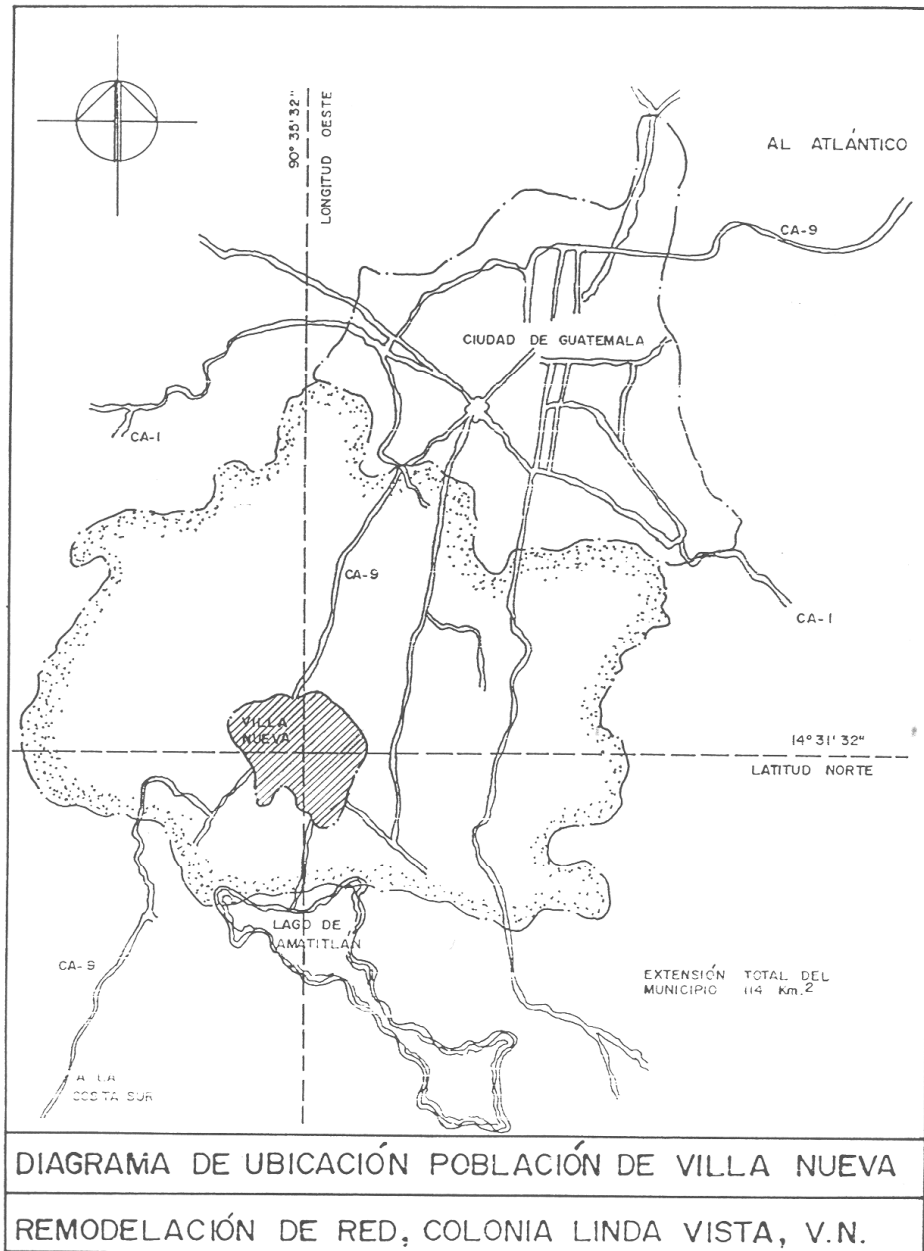 90° 35' 32"
LONGITUD OESTE
AL ATLÁNTICO
CA-9
CIUDAD DE GUATEMALA
CA-1
CA-9
CA-1
VILLA
NUEVA
14° 31' 32"
LATITUD NORTE
LAGO DE
AMATITLÁN
CA-9
EXTENSIÓN TOTAL DEL
MUNICIPIO 114 Km.2
A LA
COSTA SUR
DIAGRAMA DE UBICACIÓN POBLACIÓN DE VILLA NUEVA
REMODELACIÓN DE RED, COLONIA LINDA VISTA, V.N.